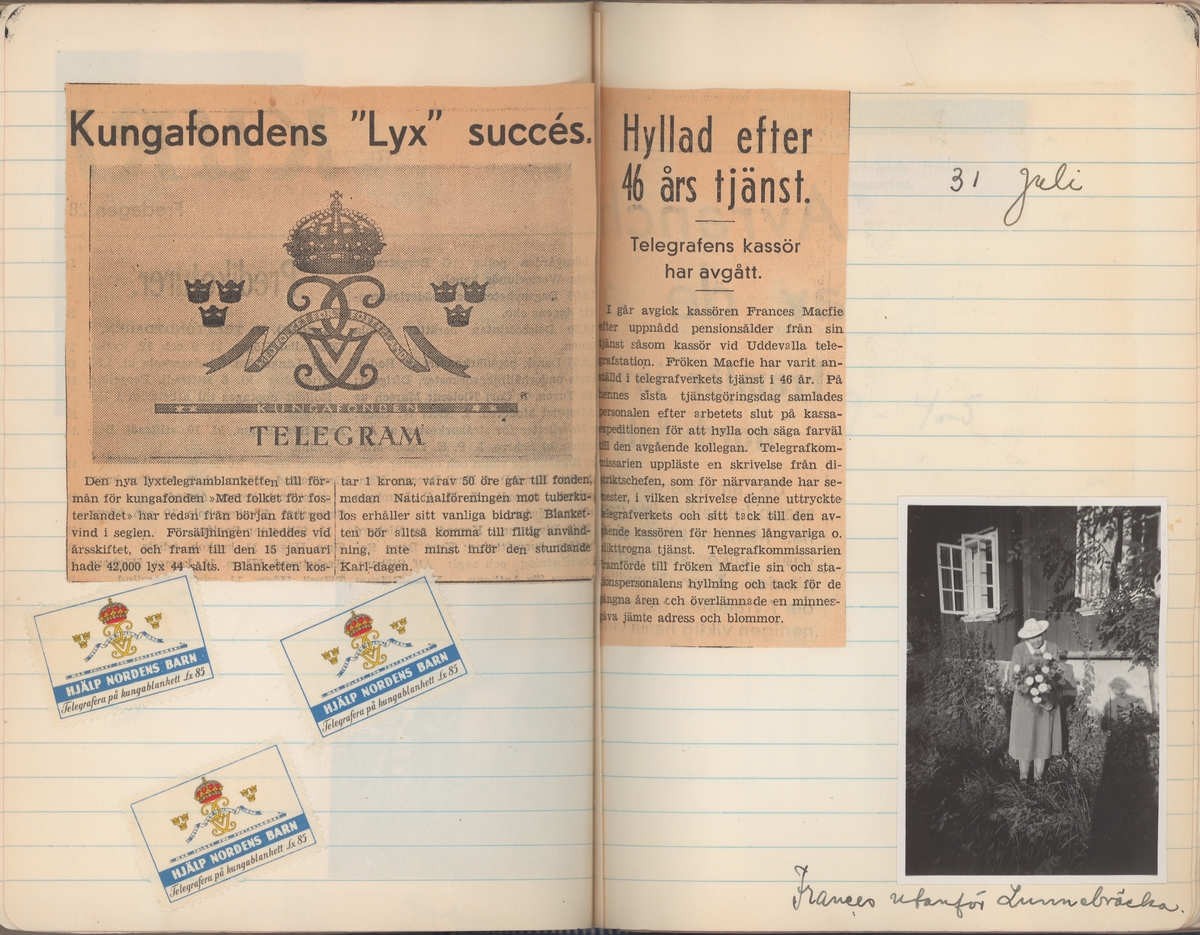 Kungafondens "Lyx" succés.
MED FOLKET FÖR FOSTERLANDET
KUNGAFONDEN
TELEGRAM
Den nya lyxtelegramblanketten till för-
mån för kungafonden »Med folket för fos-
terlandet» har redan från början fått god
vind i seglen. Försäljningen inleddes vid
årsskiftet, och fram till den 15 januari
hade 42,000 lyx 44 sålts. Blanketten kos-
tar 1 krona, varav 50 öre går till fonden
medan Nationalföreningen mot tuberku-
los erhåller sitt vanliga bidrag. Blanket-
ten bör alltså komma till flitig använd-
ning, inte minst inför den stundande
Karl-dagen.
HJÄLP NORDENS BARN
Telegrafera på kungablankett Lx 85
HJÄLP NORDENS BARN
Telegrafera på kungablankett Lx 85
HJÄLP NORDENS BARN
Telegrafera på kungablankett Lx 85
Hyllad efter
46 års tjänst.
Telegrafens kassör
har avgått.
I går avgick kassören Frances Macfie
efter uppnådd pensionsålder från sin
tjänst såsom kassör vid Uddevalla tele-
grafstation. Fröken Macfie har varit an-
ställd i telegrafverkets tjänst i 46 år. På
hennes sista tjänstgöringsdag samlades
personalen efter arbetets slut på kassa-
expeditionen för att hylla och säga farväl
till den avgående kollegan. Telegrafkom-
missarien uppläste en skrivelse från di-
striktschefen, som för närvarande har se-
mester, i vilken skrivelse denne uttryckte
telegrafverkets och sitt tack till den av-
gående kassören för hennes långvariga o.
plikttrogna tjänst. Telegrafkommissarien
framförde till fröken Macfie sin och sta-
tionspersonalens hyllning och tack för de
gångna åren och överlämnade en minnes-
gåva jämte adress och blommor.
31 juli
Frances utanför Lunnebräcka.